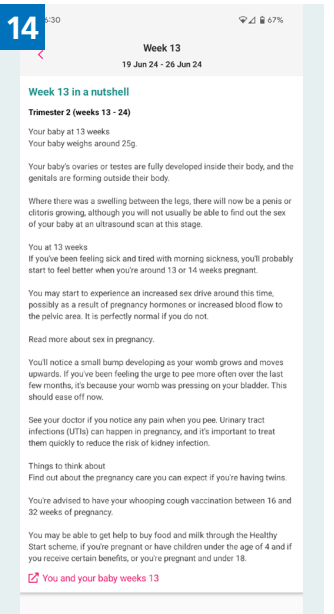 14
6:30
67%
Week 13
19 Jun 24 - 26 Jun 24
Week 13 in a nutshell
Trimester 2 (weeks 13 - 24)
Your baby at 13 weeks
Your baby weighs around 25g.
Your baby's ovaries or testes are fully developed inside their body, and the
genitals are forming outside their body.
Where there was a swelling between the legs, there will now be a penis or
clitoris growing, although you will not usually be able to find out the sex
of your baby at an ultrasound scan at this stage.
You at 13 weeks
If you've been feeling sick and tired with morning sickness, you'll probably
start to feel better when you're around 13 or 14 weeks pregnant.
You may start to experience an increased sex drive around this time,
possibly as a result of pregnancy hormones or increased blood flow to
the pelvic area. It is perfectly normal if you do not.
Read more about sex in pregnancy.
You'll notice a small bump developing as your womb grows and moves
upwards. If you've been feeling the urge to pee more often over the last
few months, it's because your womb was pressing on your bladder. This
should ease off now.
See your doctor if you notice any pain when you pee. Urinary tract
infections (UTIs) can happen in pregnancy, and it's important to treat
them quickly to reduce the risk of kidney infection.
Things to think about
Find out about the pregnancy care you can expect if you're having twins.
You're advised to have your whooping cough vaccination between 16 and
32 weeks of pregnancy.
You may be able to get help to buy food and milk through the Healthy
Start scheme, if you're pregnant or have children under the age of 4 and if
you receive certain benefits, or you're pregnant and under 18.
You and your baby weeks 13